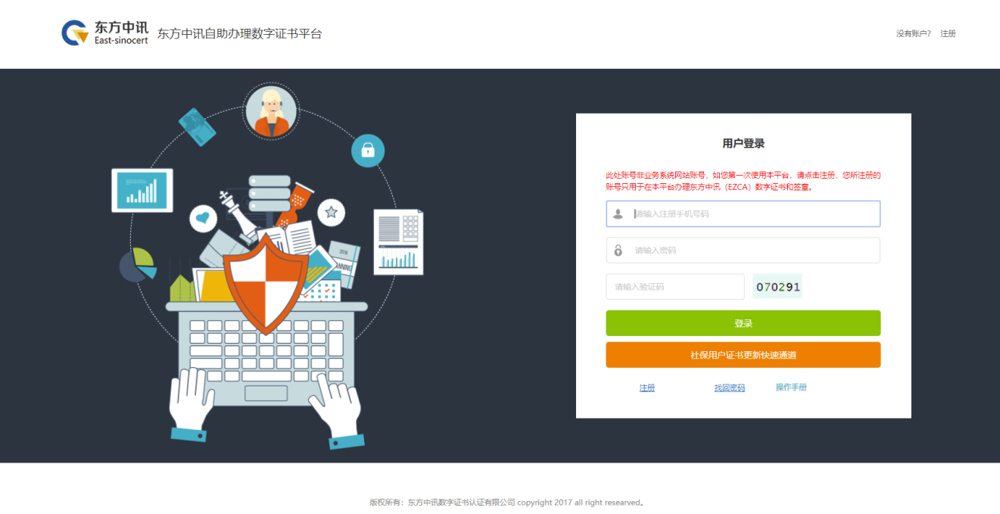 东方中讯
East-sinocert
东方中讯自助办理数字证书平台
没有账户? 注册
2016
ANNING
用户登录
此处账号非业务系统网站账号，如您第一次使用本平台，请点击注册，您所注册的
账号只用于在本平台办理东方中讯（EZCA）数字证书和签章。
请输入注册手机号码
请输入密码
请输入验证码
070291
登录
社保用户证书更新快速通道
注册
找回密码
操作手册
版权所有：东方中讯数字证书认证有限公司 copyright 2017 all right researved。